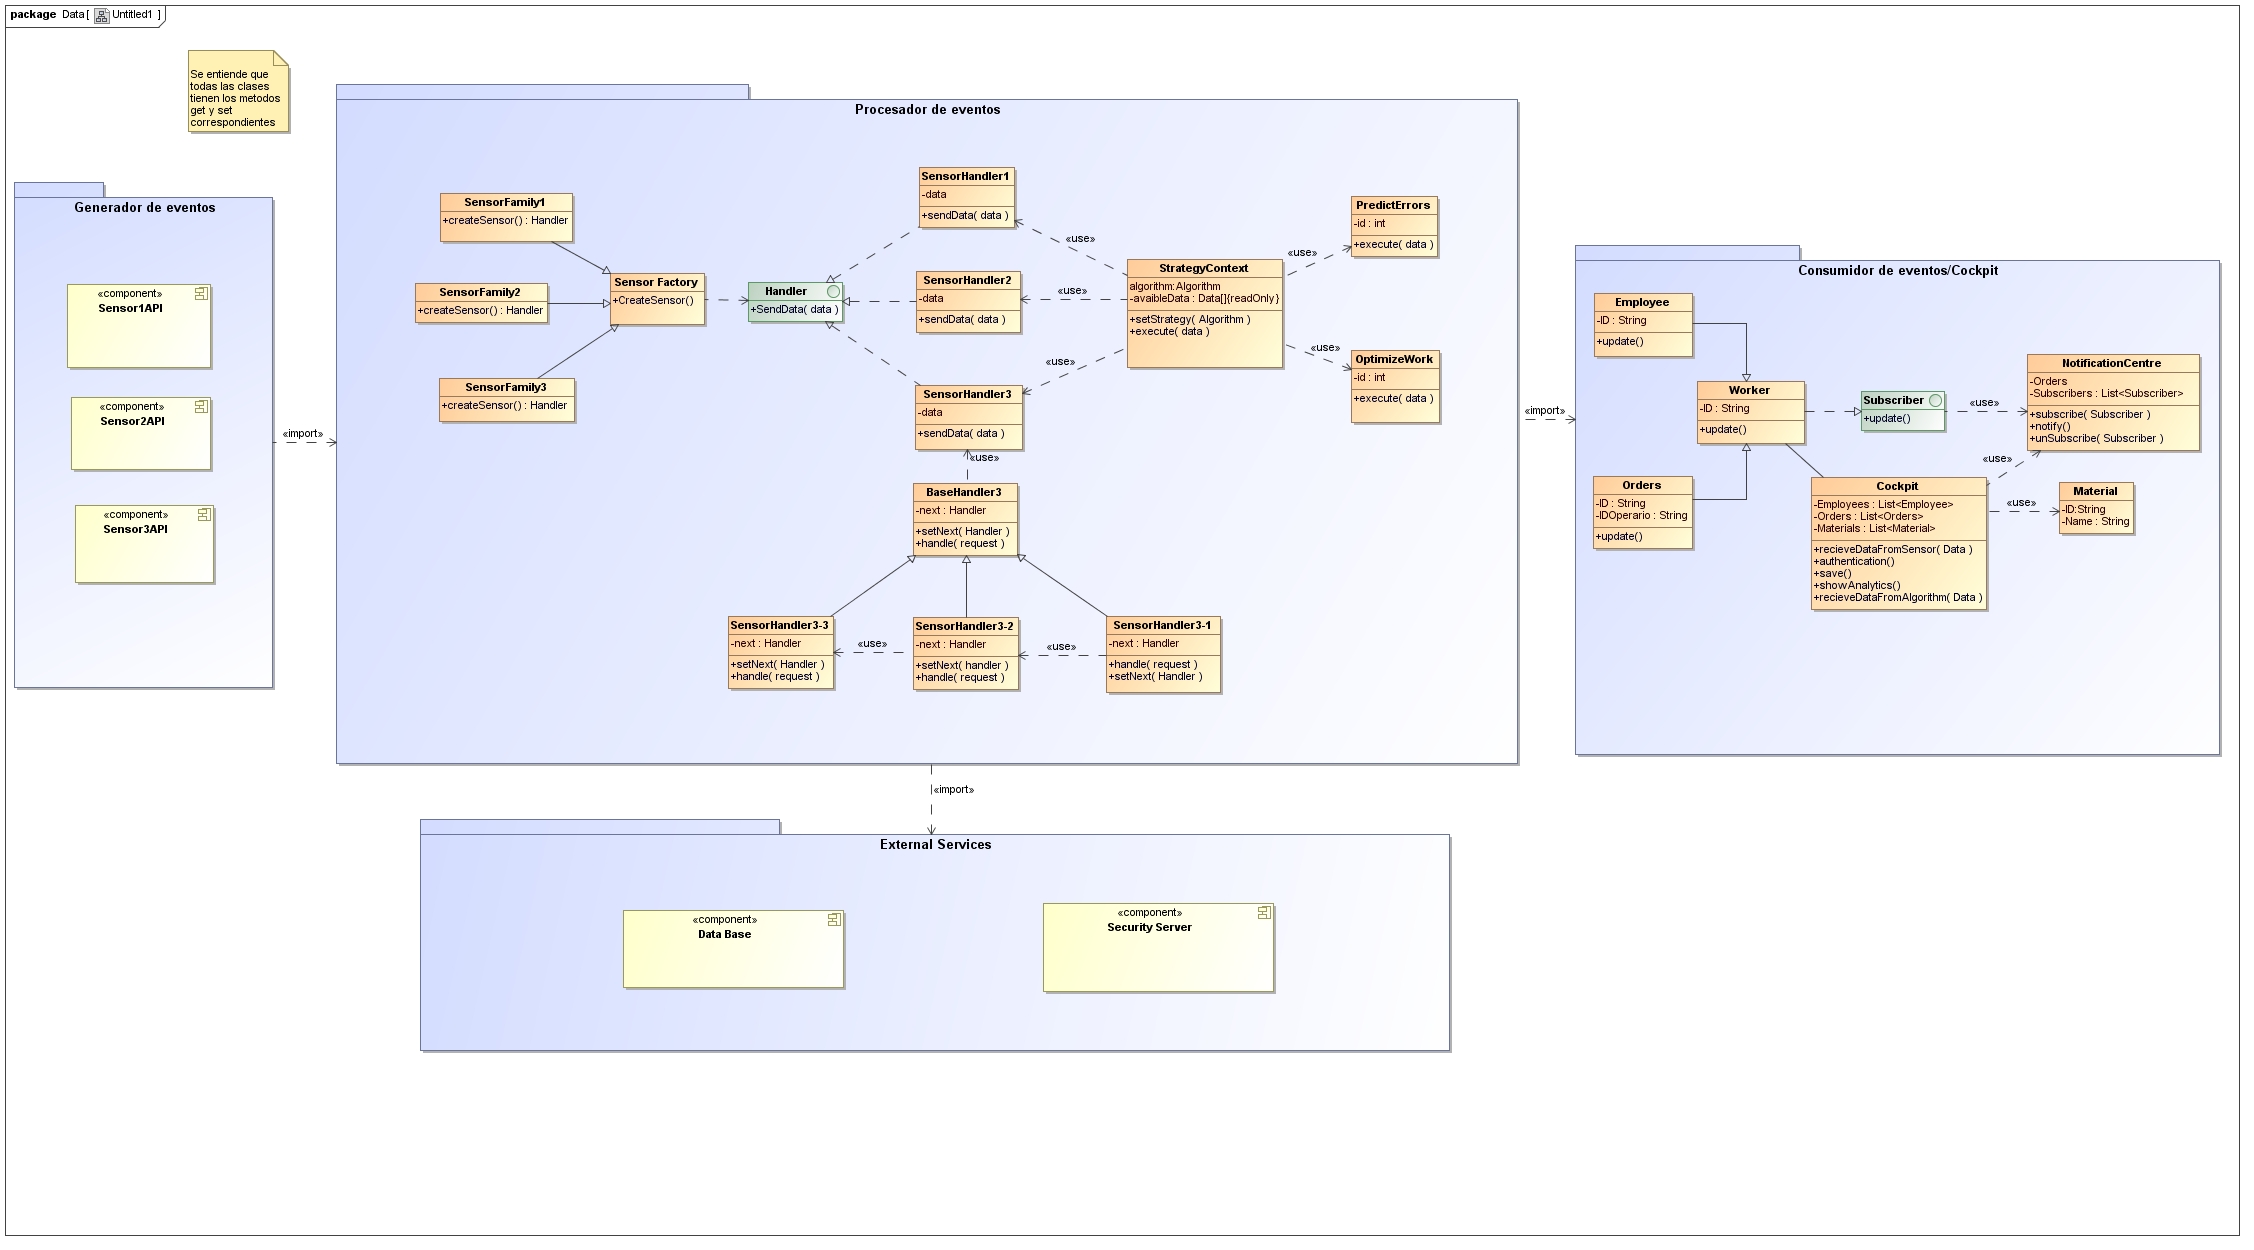 package Data [ Untitled1 ]
Se entiende que
todas las clases
tienen los metodos
get y set
correspondientes
Generador de eventos
«component»
Sensor1API
«component»
Sensor2API
«component»
Sensor3API
«import»
Procesador de eventos
SensorFamily1
+createSensor() : Handler
SensorFamily2
+createSensor() : Handler
SensorFamily3
+createSensor() : Handler
Sensor Factory
+CreateSensor()
Handler
+SendData( data )
SensorHandler1
-data
+sendData( data )
SensorHandler2
-data
+sendData( data )
SensorHandler3
-data
+sendData( data )
«use»
«use»
«use»
StrategyContext
algorithm:Algorithm
-avaibleData : Data[]{readOnly}
+setStrategy( Algorithm )
+execute( data )
«use»
«use»
PredictErrors
-id : int
+execute( data )
OptimizeWork
-id : int
+execute( data )
«use»
BaseHandler3
-next : Handler
+setNext( Handler )
+handle( request )
SensorHandler3-3
-next : Handler
+setNext( Handler )
+handle( request )
«use»
SensorHandler3-2
-next : Handler
+setNext( handler )
+handle( request )
«use»
SensorHandler3-1
-next : Handler
+handle( request )
+setNext( Handler )
«import»
Consumidor de eventos/Cockpit
Employee
-ID : String
+update()
Worker
-ID : String
+update()
Orders
-ID : String
-IDOperario : String
+update()
Subscriber
+update()
«use»
NotificationCentre
-Orders
-Subscribers : List<Subscriber>
+subscribe( Subscriber )
+notify()
+unSubscribe( Subscriber )
«use»
«use»
Cockpit
-Employees : List<Employee>
-Orders : List<Orders>
-Materials : List<Material>
+recieveDataFromSensor( Data )
+authentication()
+save()
+showAnalytics()
+recieveDataFromAlgorithm( Data )
Material
-ID:String
-Name : String
«import»
External Services
«component»
Data Base
«component»
Security Server